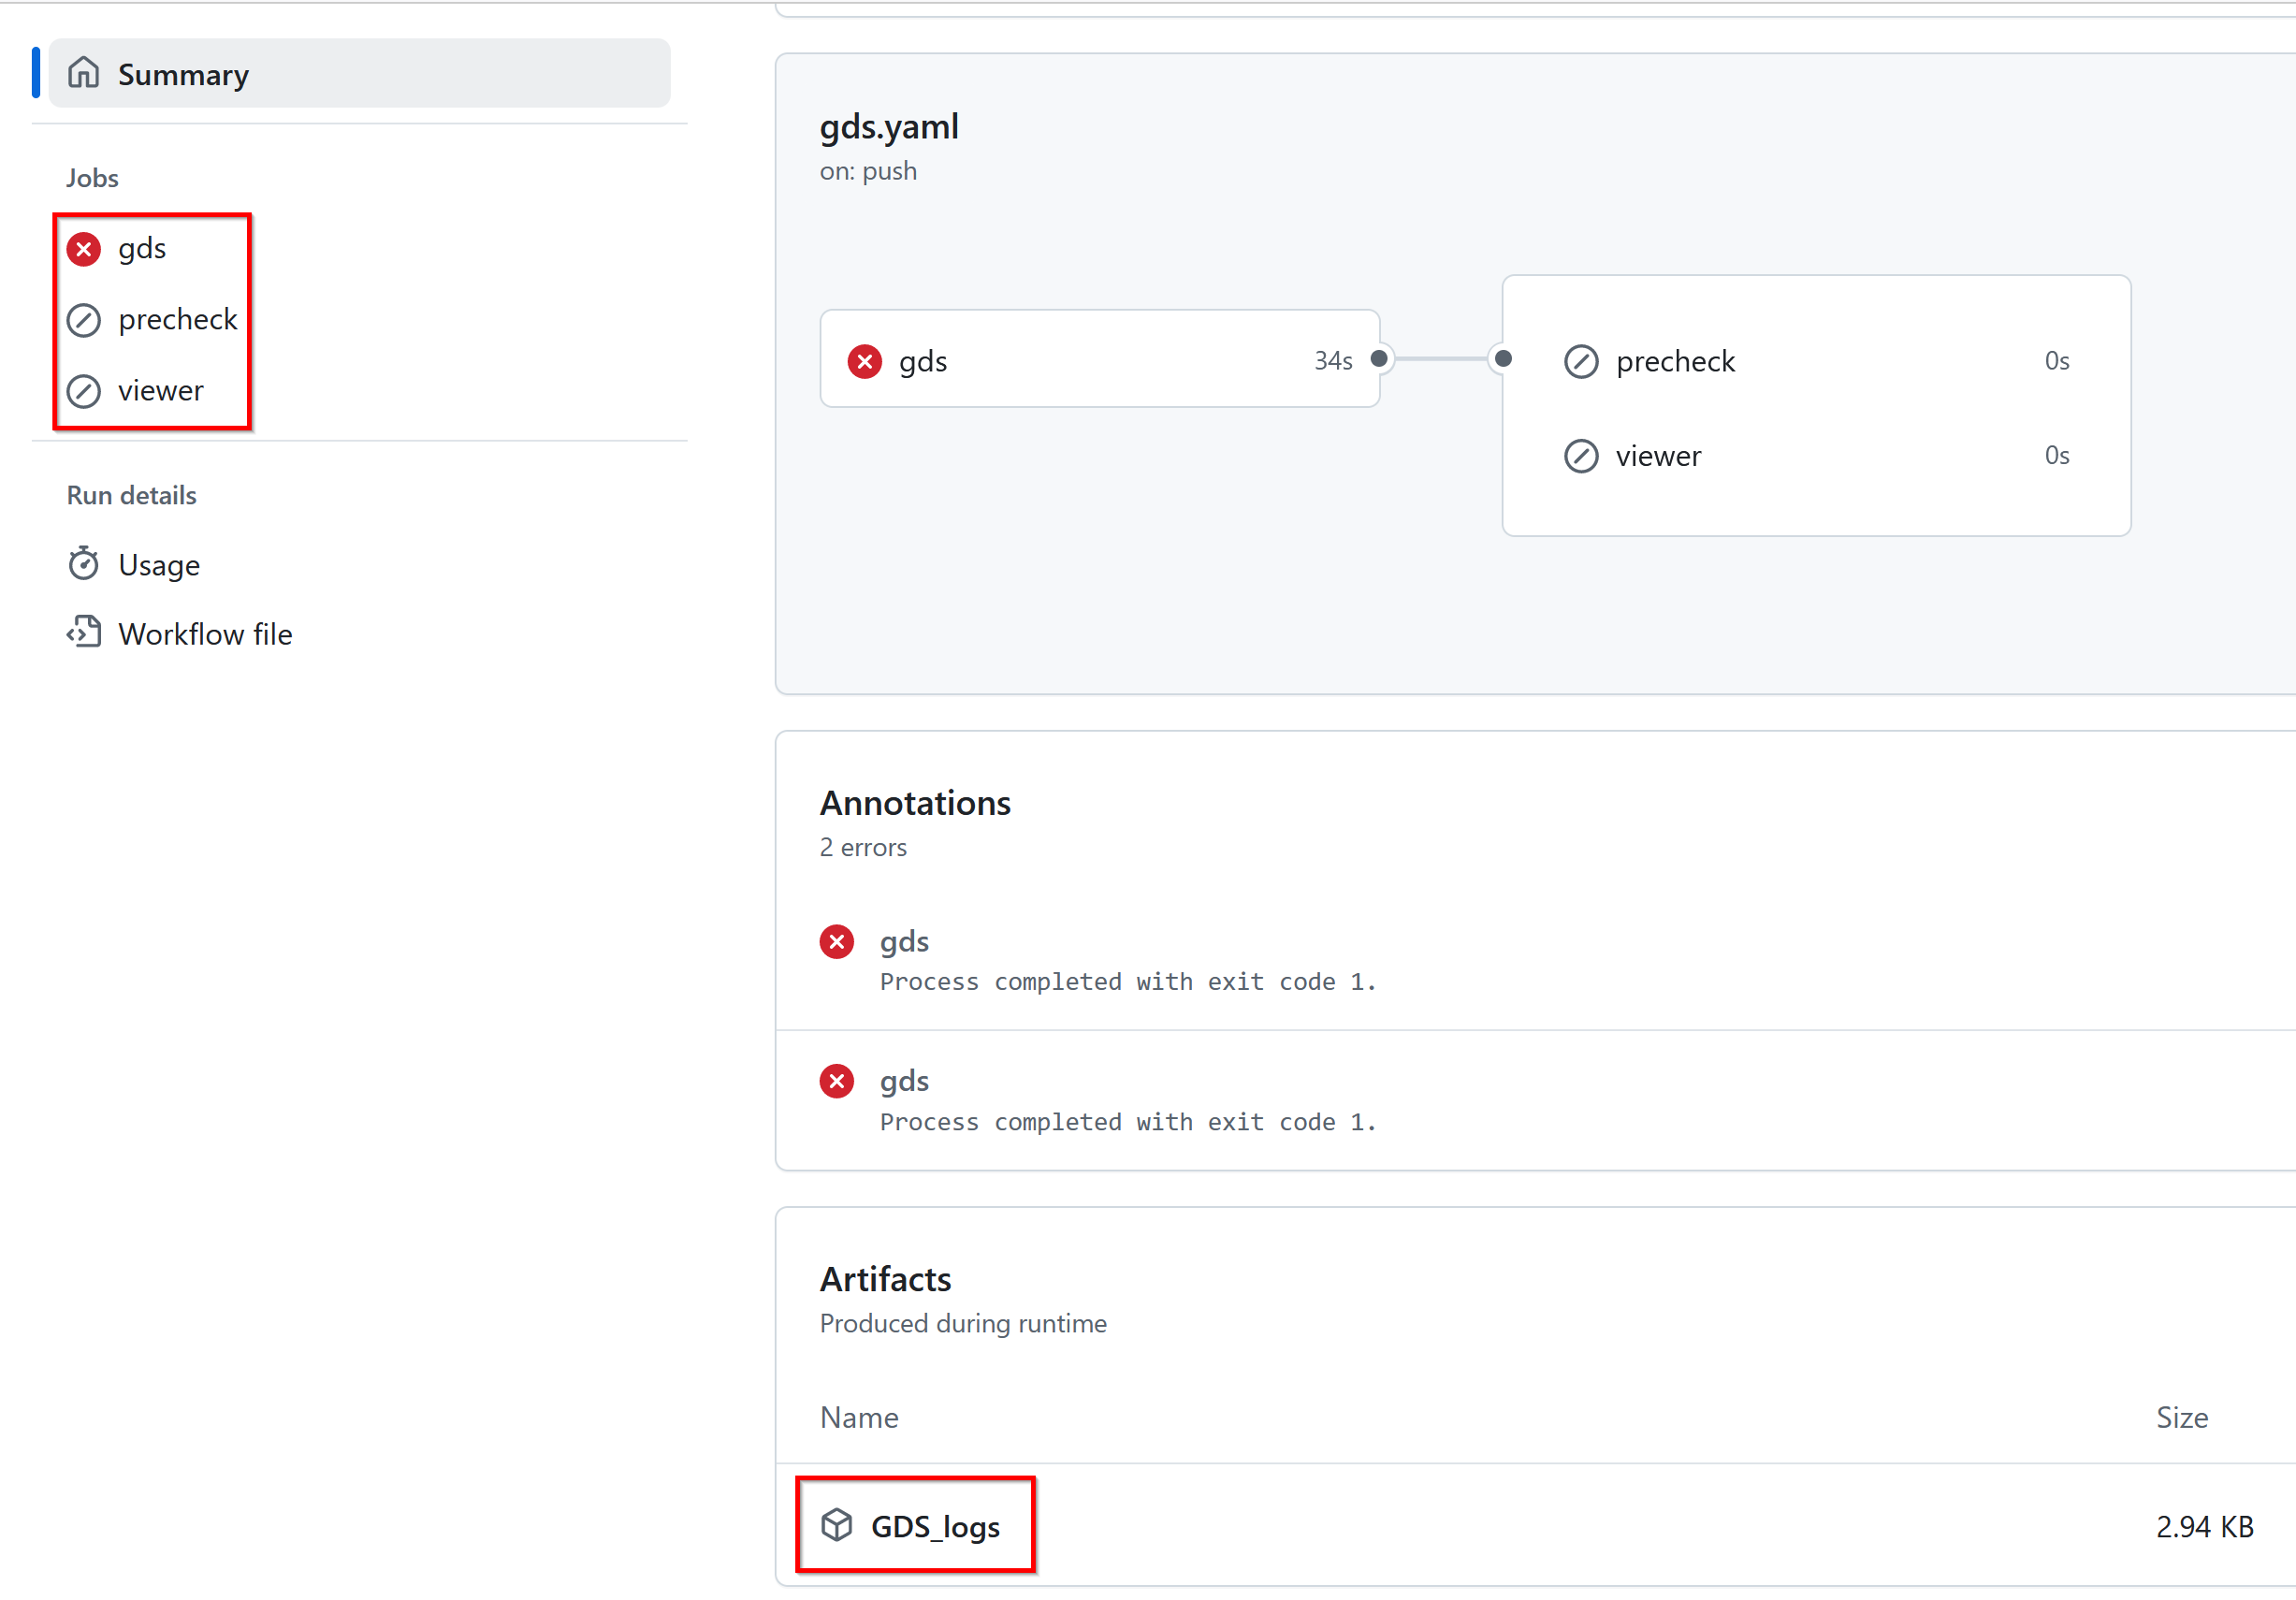 Summary
Jobs
gds
precheck
viewer
Run details
Usage
Workflow file
gds.yaml
on: push
gds 34s
precheck 0s
viewer 0s
Annotations
2 errors
gds
Process completed with exit code 1.
gds
Process completed with exit code 1.
Artifacts
Produced during runtime
Name Size
GDS_logs 2.94 KB